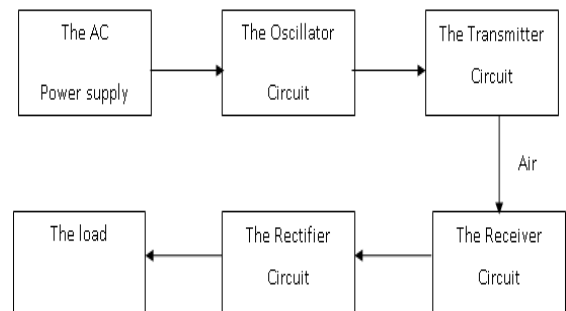 The AC
Power supply
The Oscillator
Circuit
The Transmitter
Circuit
Air
The load
The Rectifier
Circuit
The Receiver
Circuit